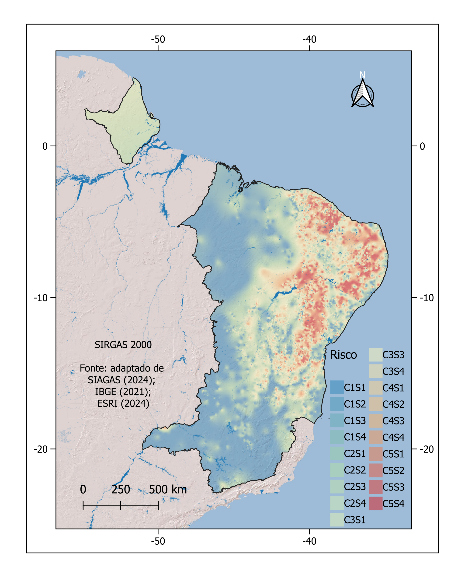 -50 -40
N
0 0
-10 -10
SIRGAS 2000
Fonte: adaptado de
SIAGAS (2024);
IBGE (2021);
ESRI (2024)
Risco
C1S1
C1S2
C1S3
C1S4
C2S1
C2S2
C2S3
C2S4
C3S1
C3S3
C3S4
C4S1
C4S2
C4S3
C4S4
C5S1
C5S2
C5S3
C5S4
-20 -20
0 250 500 km
-50 -40